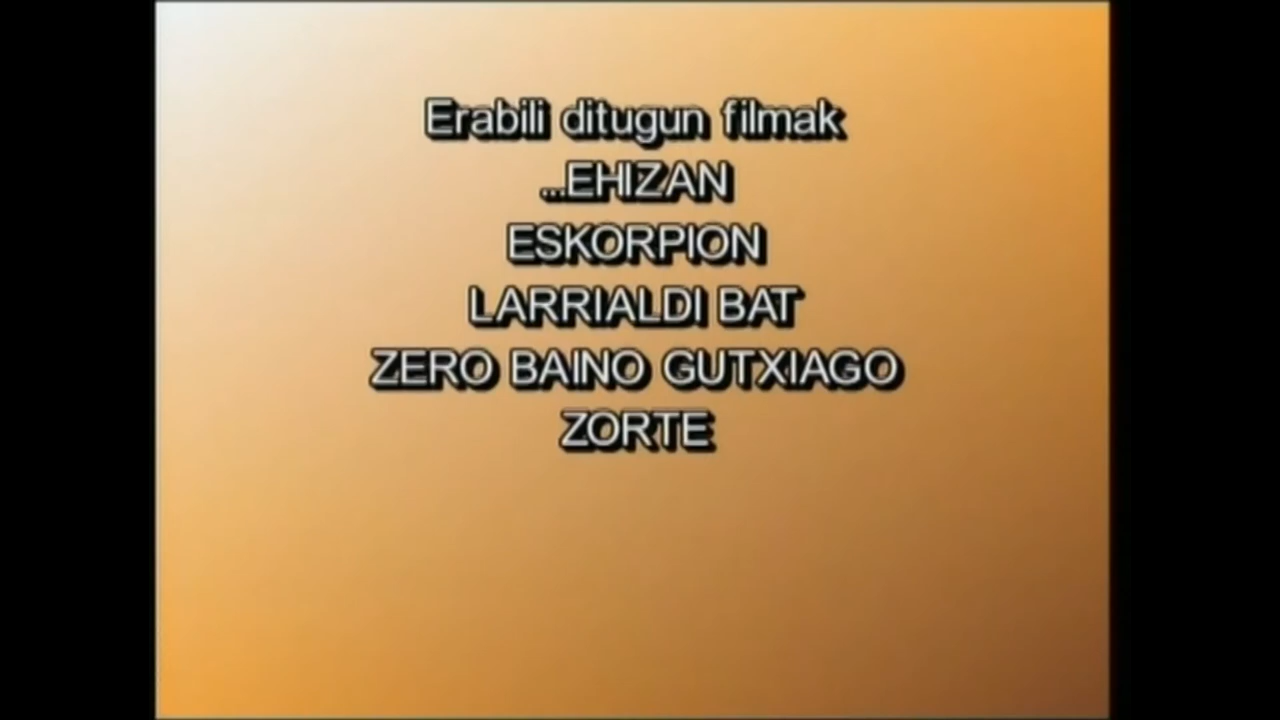 Erabili ditugun filmak
...EHIZAN
ESKORPION
LARRIALDI BAT
ZERO BAINO GUTXIAGO
ZORTE